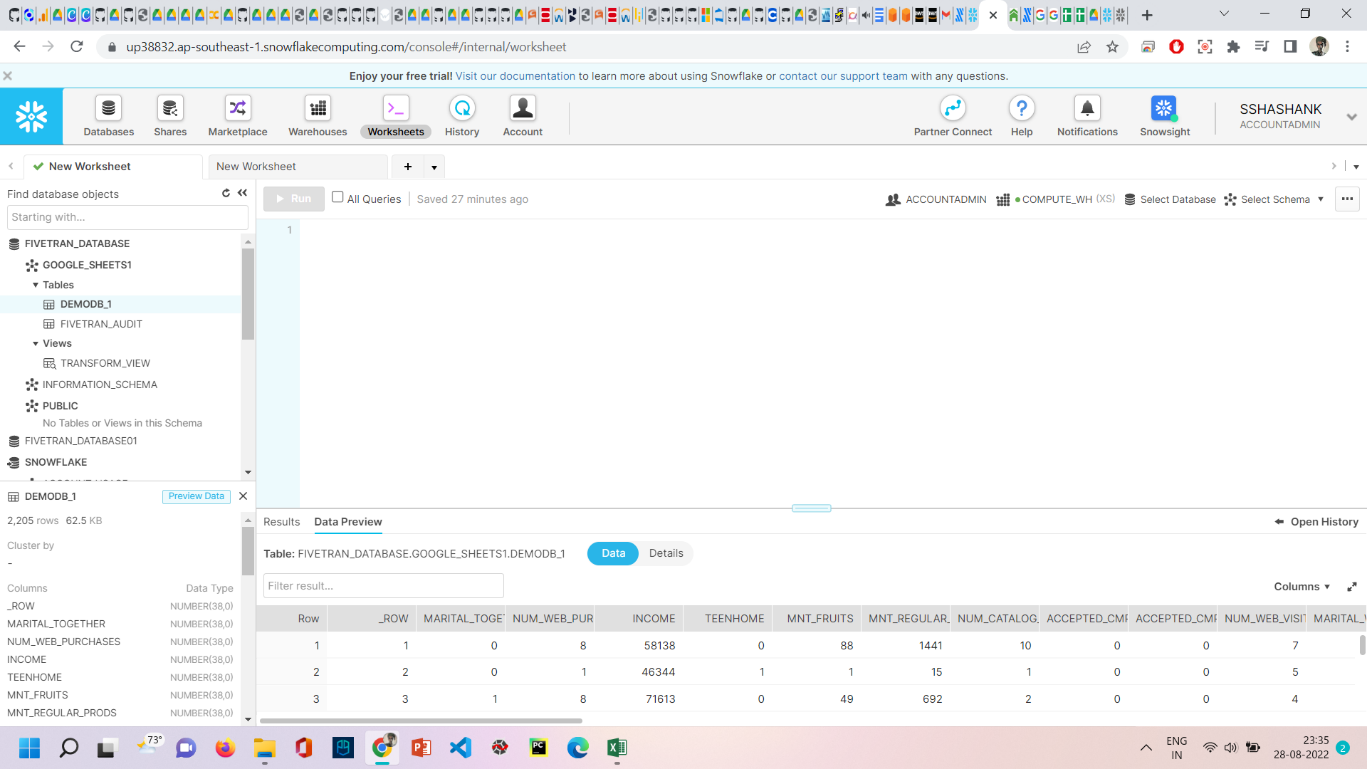 up38832.ap-southeast-1.snowflakecomputing.com/console#/internal/worksheet
Enjoy your free trial! Visit our documentation to learn more about using Snowflake or contact our support team with any questions.
Databases Shares Marketplace Warehouses Worksheets History Account Partner Connect Help Notifications Snowsight SSHASHANK
ACCOUNTADMIN
New Worksheet New Worksheet
Find database objects
Starting with...
Run All Queries Saved 27 minutes ago ACCOUNTADMIN COMPUTE_WH (XS) Select Database Select Schema
1
FIVETRAN_DATABASE
GOOGLE_SHEETS1
Tables
DEMODB_1
FIVETRAN_AUDIT
Views
TRANSFORM_VIEW
INFORMATION_SCHEMA
PUBLIC
No Tables or Views in this Schema
FIVETRAN_DATABASE01
SNOWFLAKE
DEMODB_1 Preview Data
2,205 rows 62.5 KB
Cluster by
-
Columns Data Type
_ROW NUMBER(38,0)
MARITAL_TOGETHER NUMBER(38,0)
NUM_WEB_PURCHASES NUMBER(38,0)
INCOME NUMBER(38,0)
TEENHOME NUMBER(38,0)
MNT_FRUITS NUMBER(38,0)
MNT_REGULAR_PRODS NUMBER(38,0)
Results Data Preview Open History
Table: FIVETRAN_DATABASE.GOOGLE_SHEETS1.DEMODB_1 Data Details
Filter result...
Columns
Row _ROW MARITAL_TOGET NUM_WEB_PUR INCOME TEENHOME MNT_FRUITS MNT_REGULAR_ NUM_CATALOG_ ACCEPTED_CMP ACCEPTED_CMP NUM_WEB_VISIT MARITAL_
1 1 0 8 58138 0 88 1441 10 0 0 7
2 2 0 1 46344 1 1 15 1 0 0 5
3 3 1 8 71613 0 49 692 2 0 0 4
73°
ENG
IN
23:35
28-08-2022
2